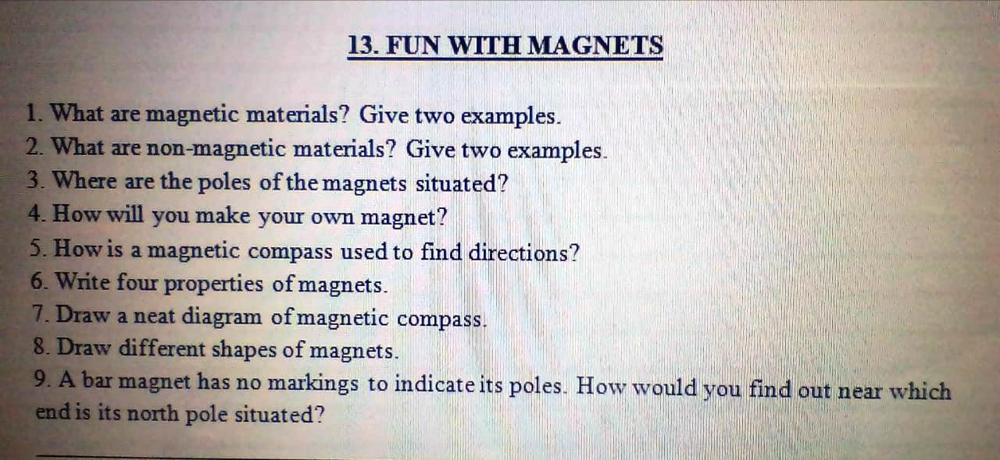 13. FUN WITH MAGNETS
1. What are magnetic materials? Give two examples.
2. What are non-magnetic materials? Give two examples.
3. Where are the poles of the magnets situated?
4. How will you make your own magnet?
5. How is a magnetic compass used to find directions?
6. Write four properties of magnets.
7. Draw a neat diagram of magnetic compass.
8. Draw different shapes of magnets.
9. A bar magnet has no markings to indicate its poles. How would you find out near which
end is its north pole situated?